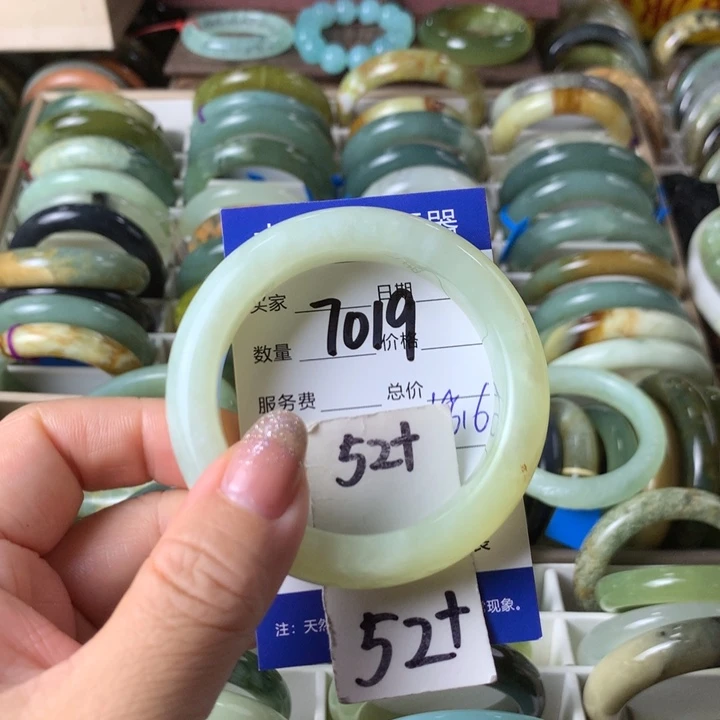 器
买家 日期
7019
数量 价格
服务费 总价
52+
52+
注：天然 现象。